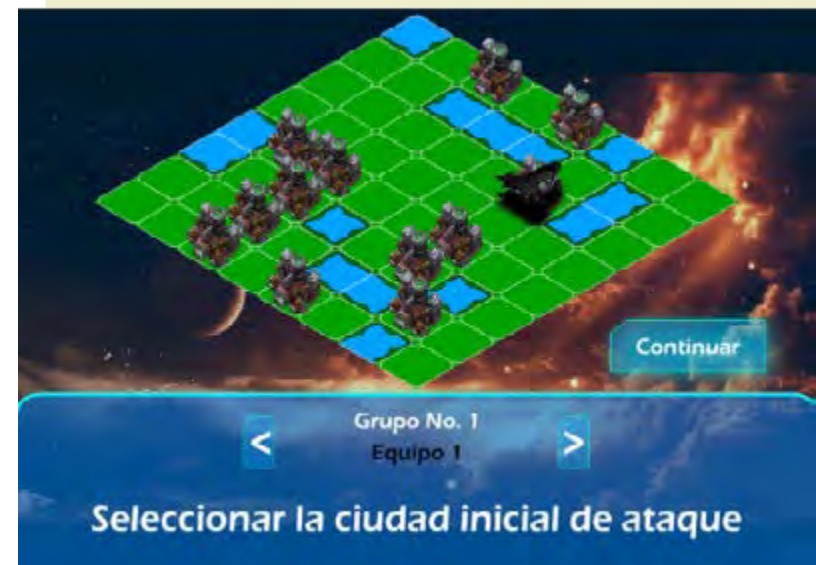 Continuar
Grupo No. 1
< >
Equipo 1
Seleccionar la ciudad inicial de ataque